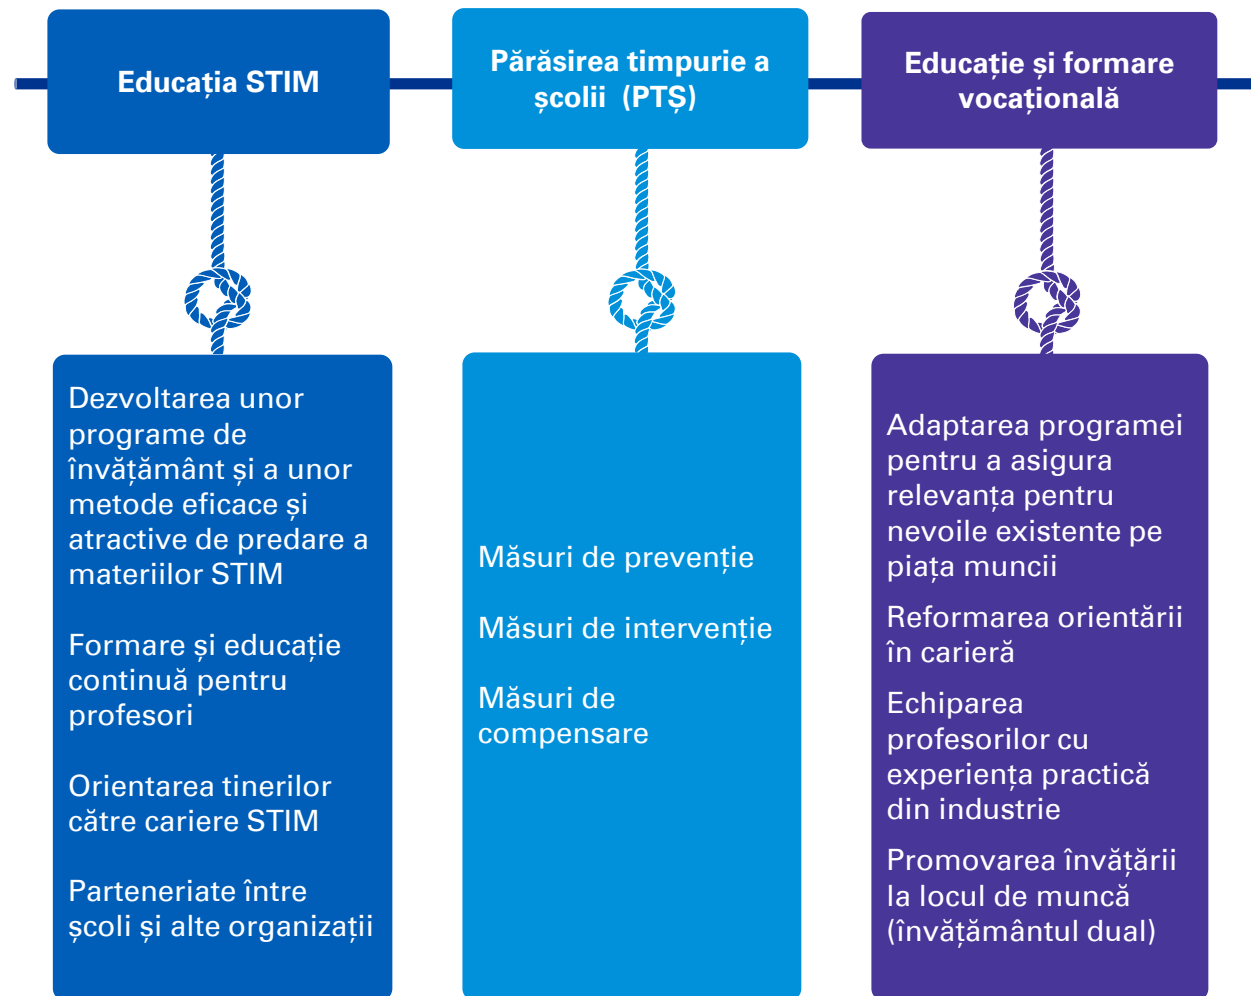 Educația STIM
Părăsirea timpurie a
școlii (PTȘ)
Educație și formare
vocațională
Dezvoltarea unor
programe de
învățământ și a unor
metode eficace și
atractive de predare a
materiilor STIM
Formare și educație
continuă pentru
profesori
Orientarea tinerilor
către cariere STIM
Parteneriate între
școli și alte organizații
Măsuri de prevenție
Măsuri de intervenție
Măsuri de
compensare
Adaptarea programei
pentru a asigura
relevanța pentru
nevoile existente pe
piața muncii
Reformarea orientării
în carieră
Echiparea
profesorilor cu
experiența practică
din industrie
Promovarea învățării
la locul de muncă
(învățământul dual)